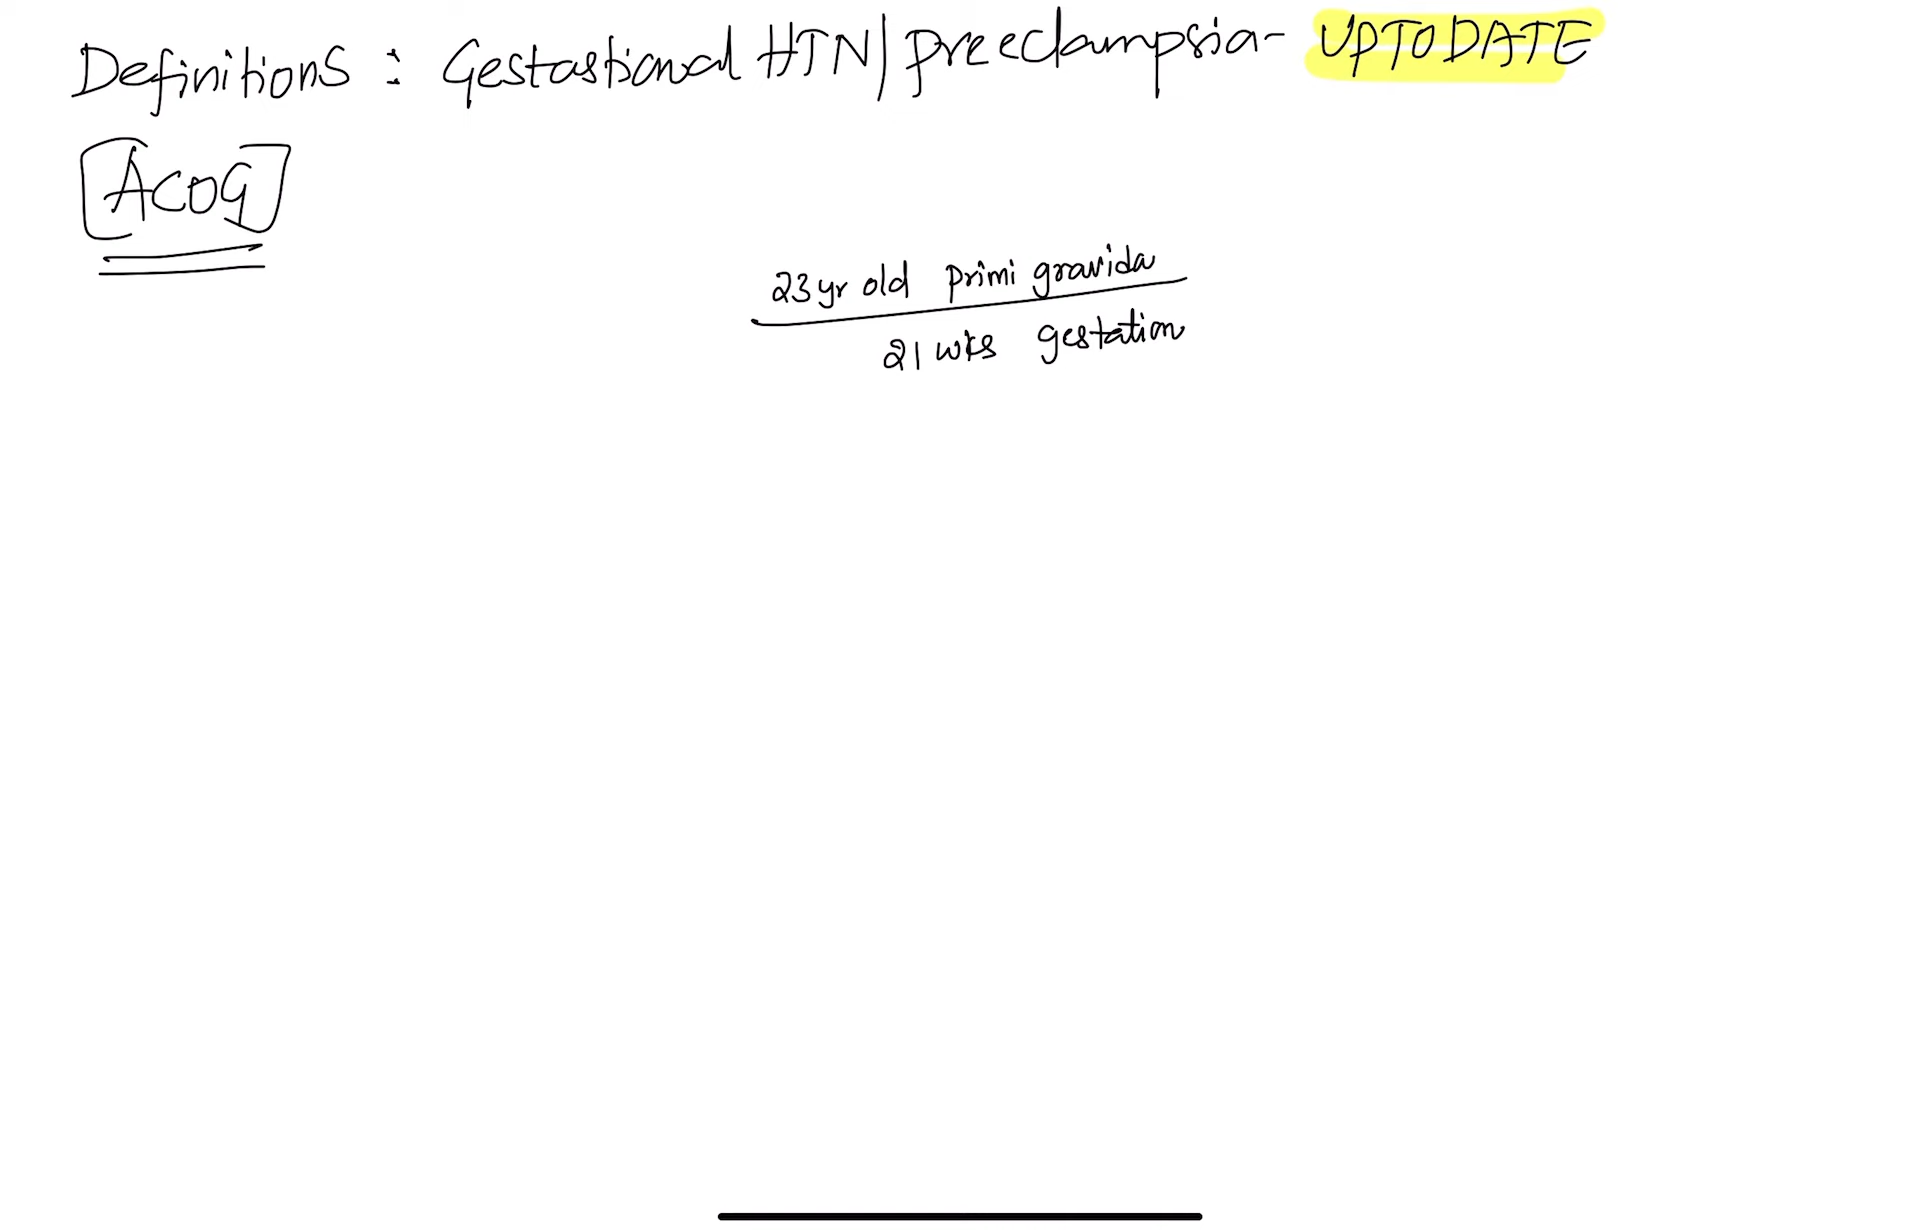 Definitions : Gestastional HTN/preeclampsia- UPTODATE
[ACOG]
23yr old primi gravida
21 wks gestation